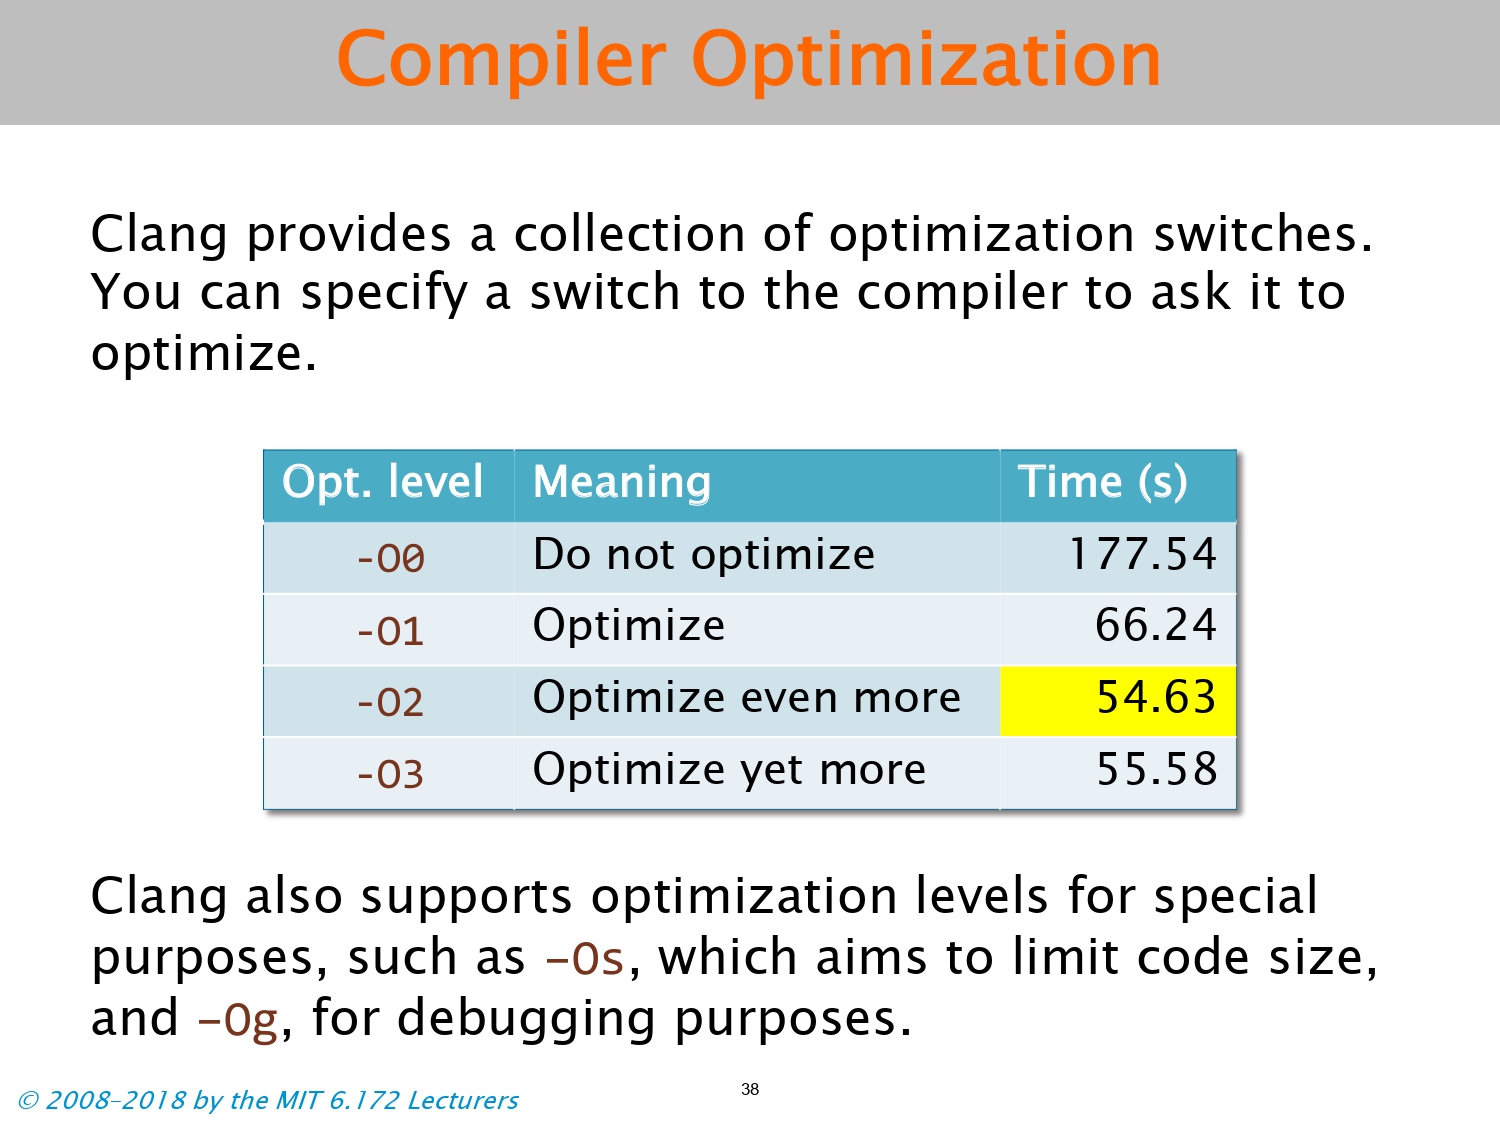 Compiler Optimization
Clang provides a collection of optimization switches.
You can specify a switch to the compiler to ask it to
optimize.
Opt. level Meaning Time (s)
-O0 Do not optimize 177.54
-O1 Optimize 66.24
-O2 Optimize even more 54.63
-O3 Optimize yet more 55.58
Clang also supports optimization levels for special
purposes, such as –Os, which aims to limit code size,
and –Og, for debugging purposes.
© 2008–2018 by the MIT 6.172 Lecturers
38